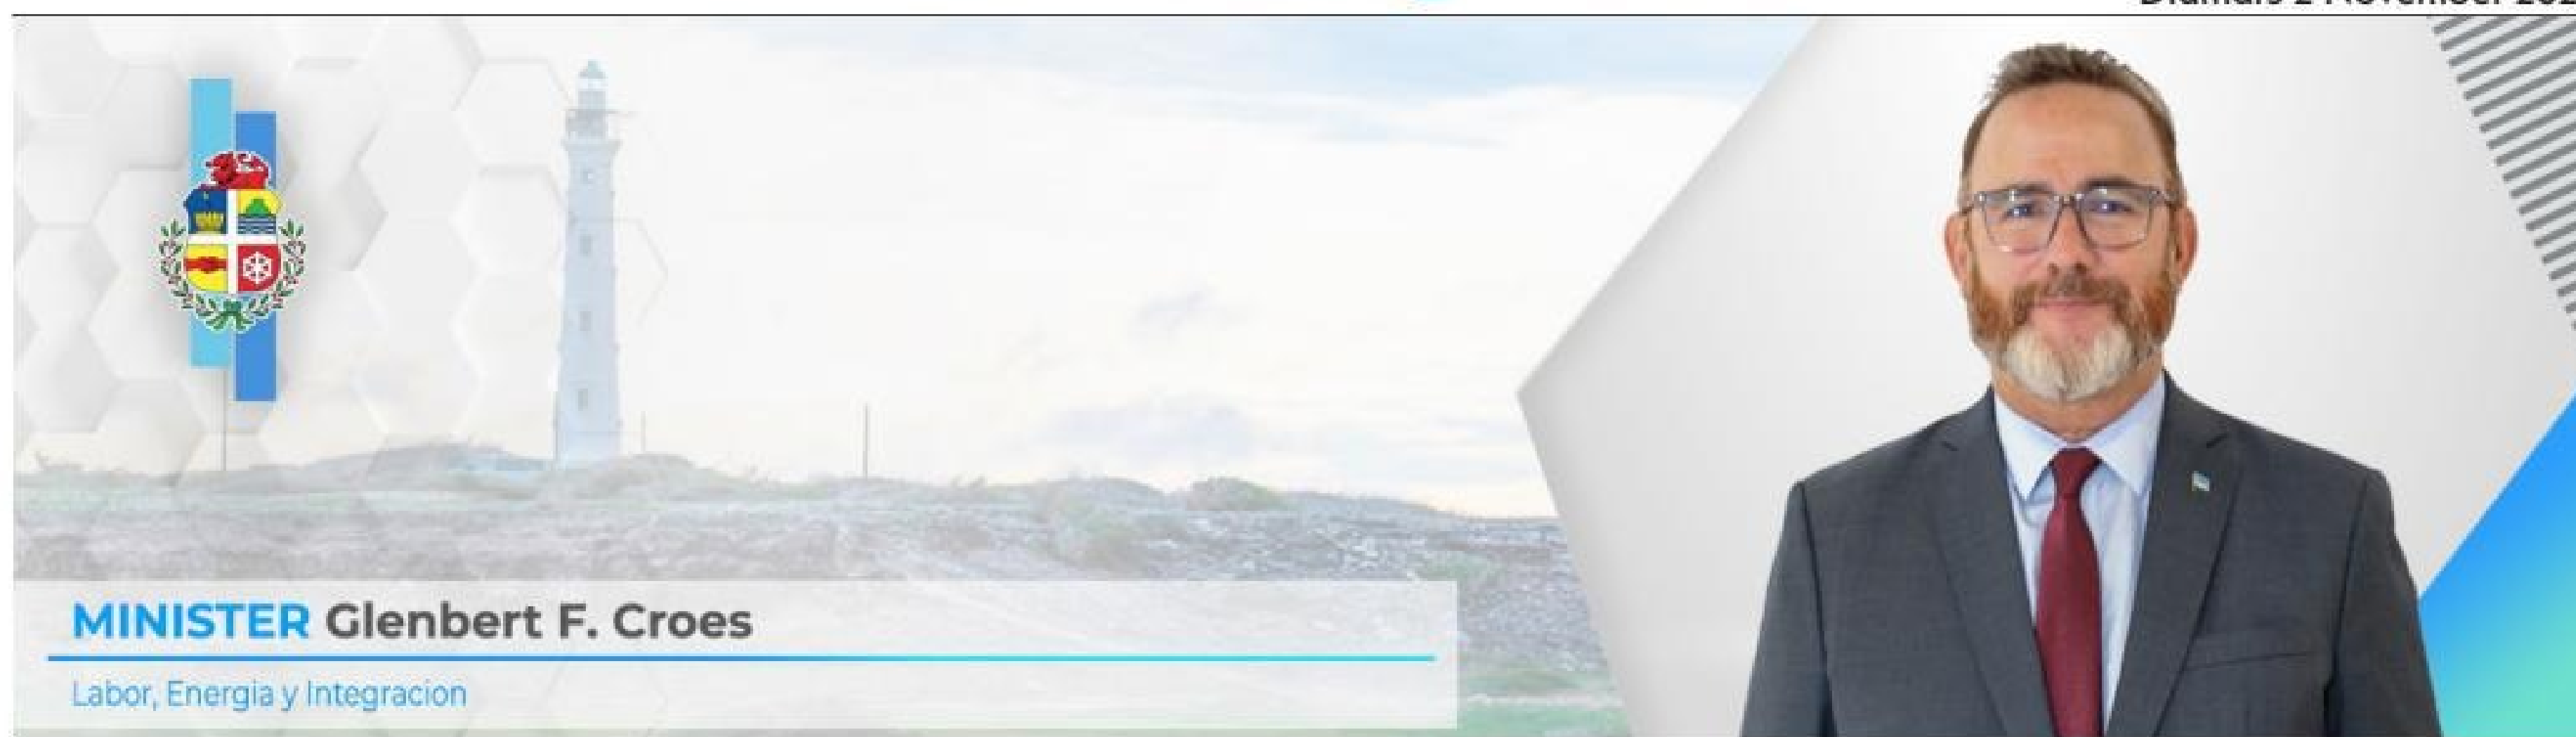 MINISTER Glenbert F. Croes
Labor, Energia y Integracion